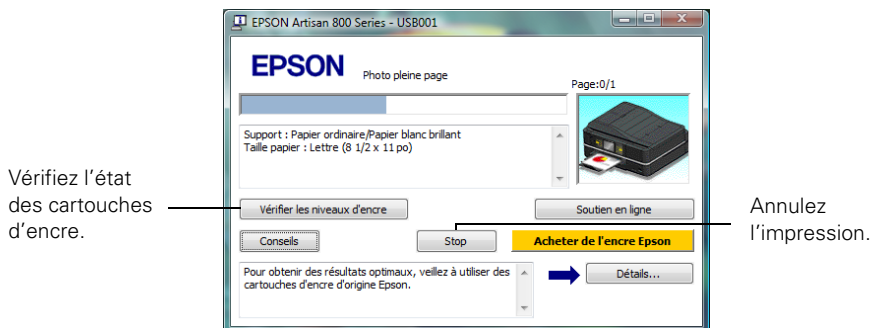 EPSON Artisan 800 Series - USB001
EPSON
Photo pleine page
Page:0/1
Support : Papier ordinaire/Papier blanc brillant
Taille papier : Lettre (8 1/2 x 11 po)
Vérifiez l'état
des cartouches
d'encre.
Vérifier les niveaux d'encre
Soutien en ligne
Annulez
l'impression.
Conseils
Stop
Acheter de l'encre Epson
Pour obtenir des résultats optimaux, veillez à utiliser des
cartouches d'encre d'origine Epson.
Détails...